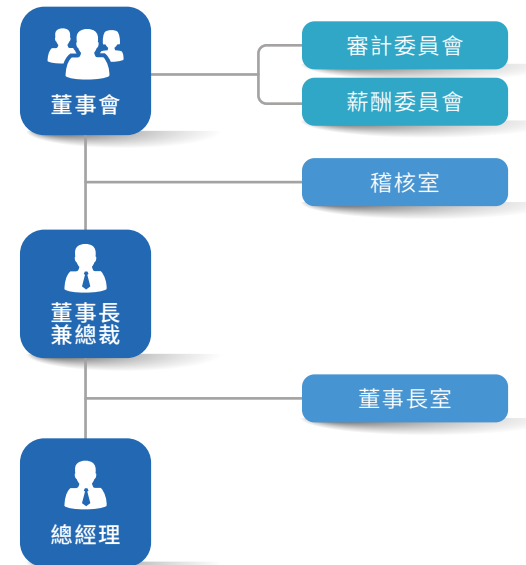 董事會
審計委員會
薪酬委員會
稽核室
董事長
兼總裁
董事長室
總經理